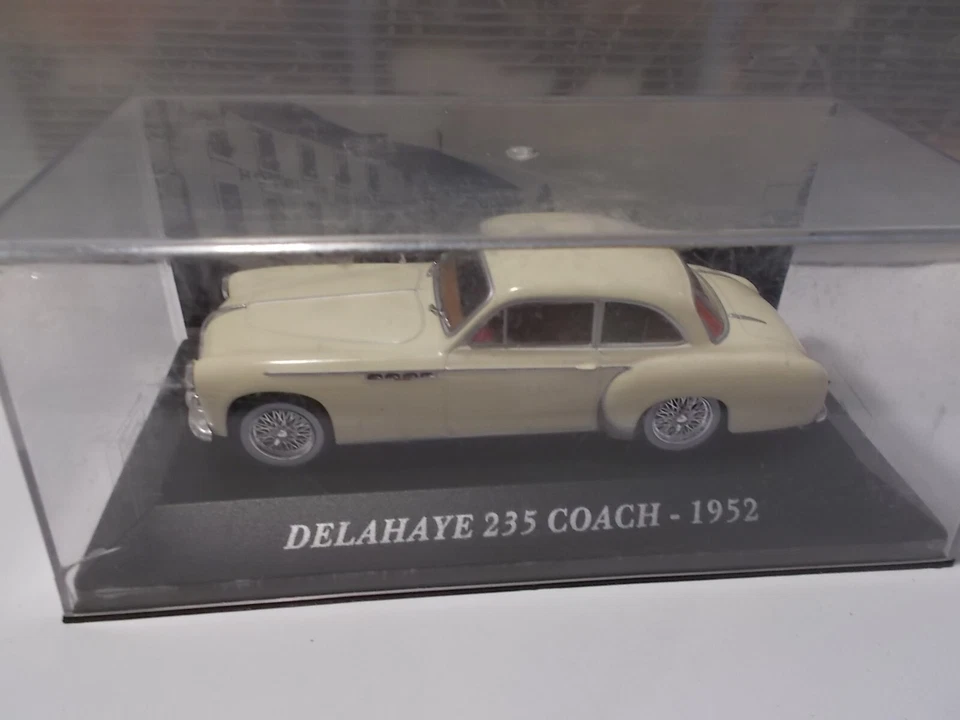 DELAHAYE 235 COACH - 1952